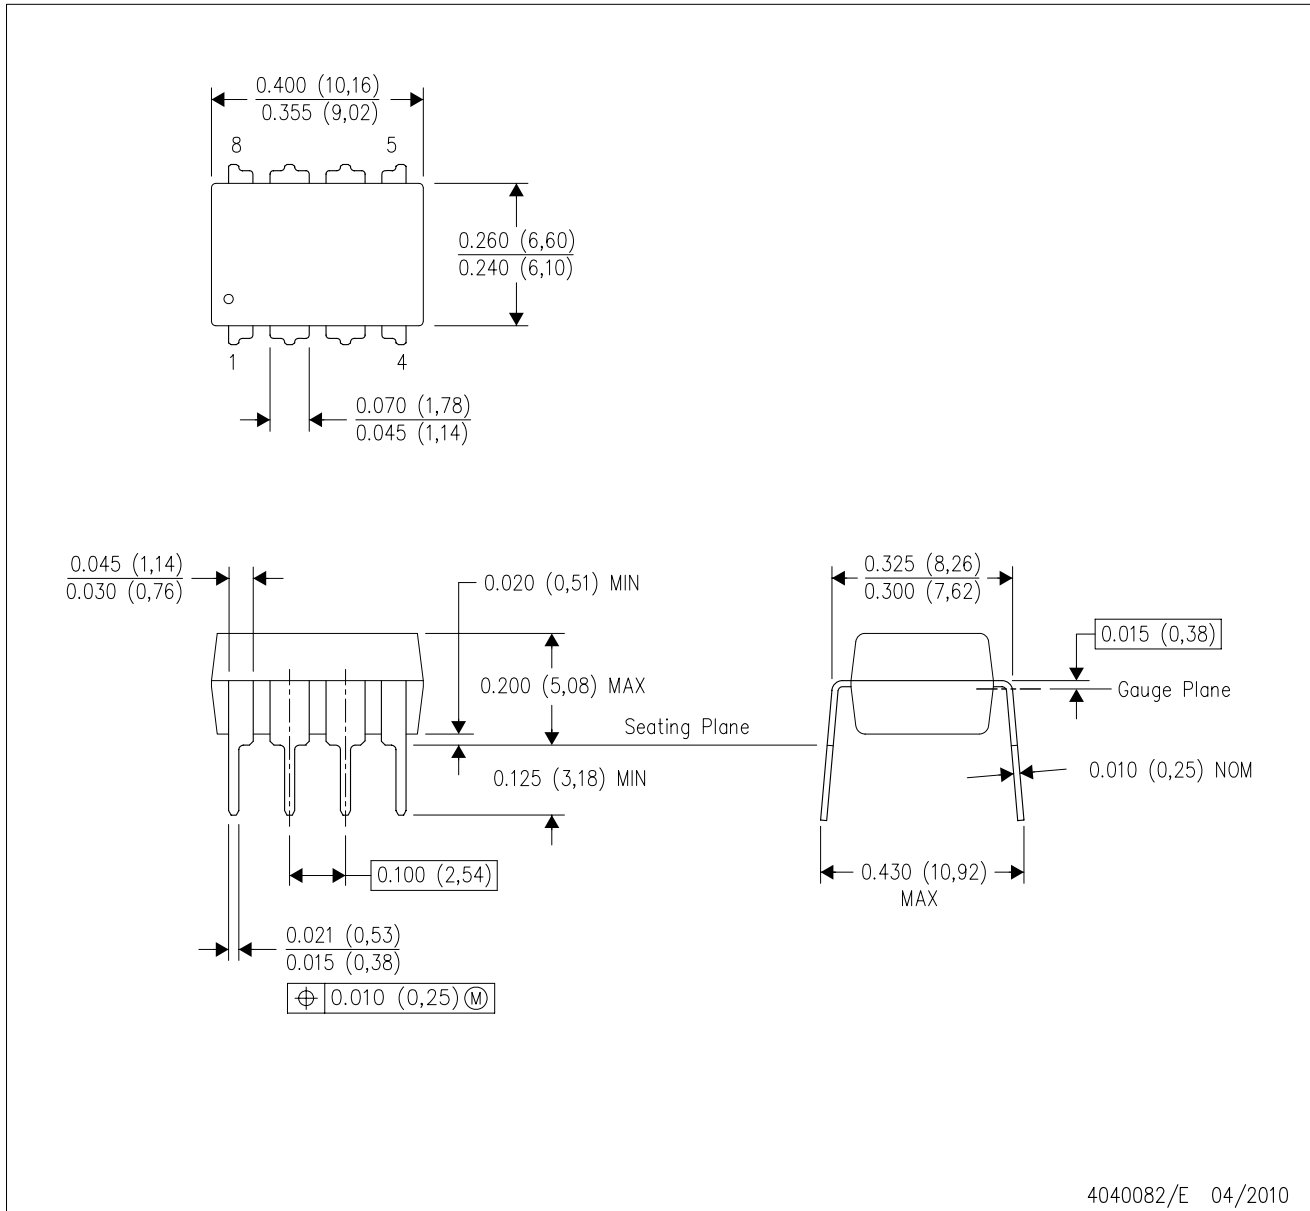 0.400 (10,16)
0.355 (9,02)
8
5
0.260 (6,60)
0.240 (6,10)
1
4
0.070 (1,78)
0.045 (1,14)
0.045 (1,14)
0.030 (0,76)
0.020 (0,51) MIN
0.200 (5,08) MAX
Seating Plane
0.125 (3,18) MIN
0.100 (2,54)
0.021 (0,53)
0.015 (0,38)
⌖ 0.010 (0,25) Ⓜ
0.325 (8,26)
0.300 (7,62)
0.015 (0,38)
Gauge Plane
0.010 (0,25) NOM
0.430 (10,92)
MAX
4040082/E 04/2010